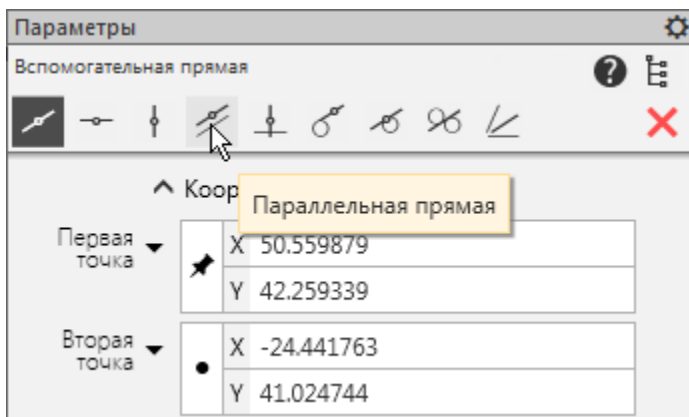 Параметры
Вспомогательная прямая
Коор
Параллельная прямая
Первая точка
X 50.559879
Y 42.259339
Вторая точка
X -24.441763
Y 41.024744